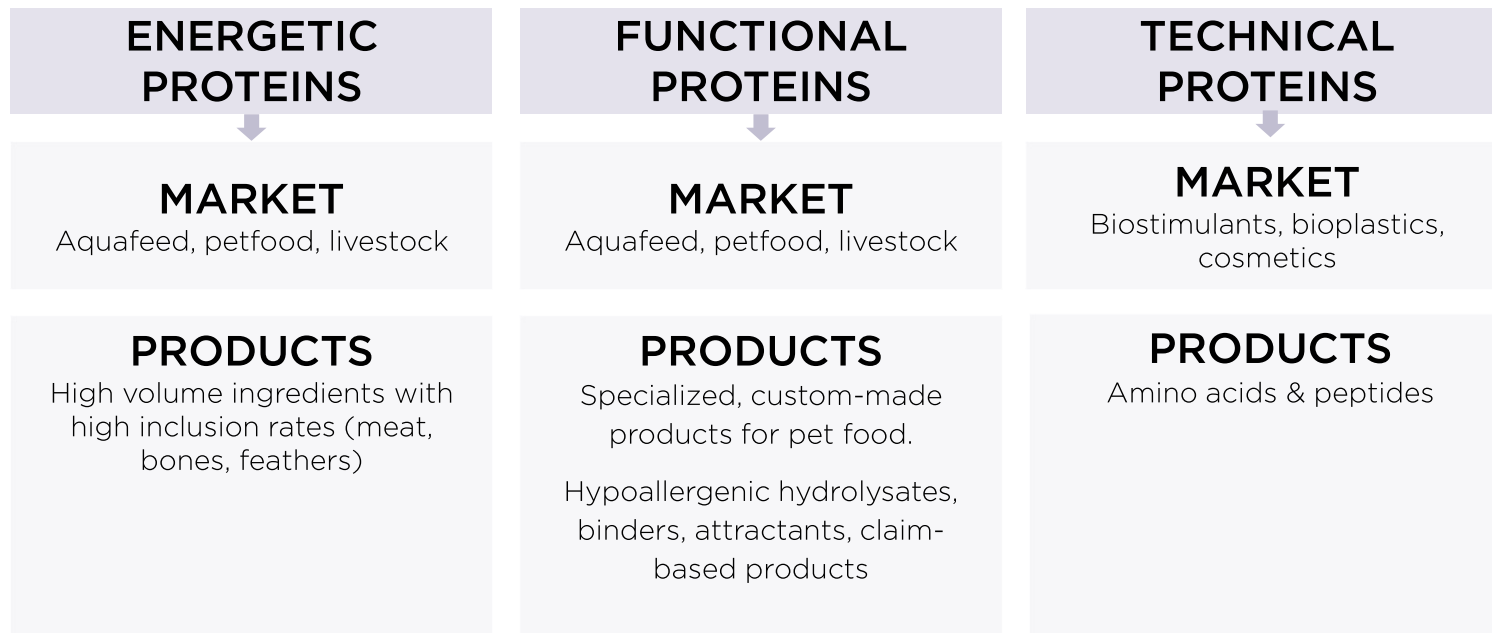 ENERGETIC
PROTEINS
MARKET
Aquafeed, petfood, livestock
PRODUCTS
High volume ingredients with
high inclusion rates (meat,
bones, feathers)
FUNCTIONAL
PROTEINS
MARKET
Aquafeed, petfood, livestock
PRODUCTS
Specialized, custom-made
products for pet food.
Hypoallergenic hydrolysates,
binders, attractants, claim-
based products
TECHNICAL
PROTEINS
MARKET
Biostimulants, bioplastics,
cosmetics
PRODUCTS
Amino acids & peptides